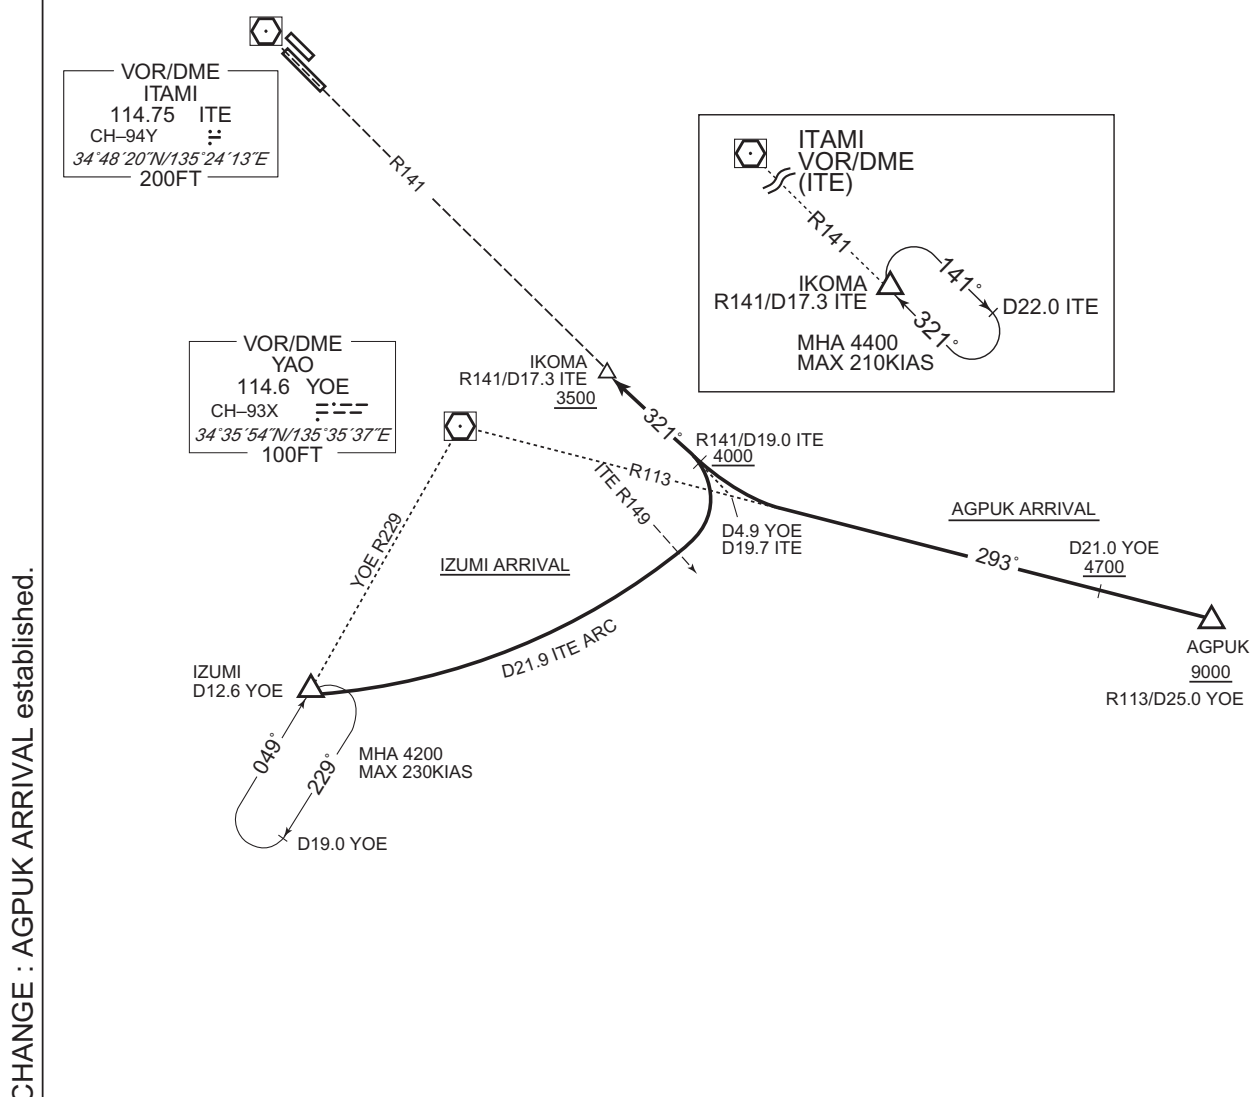 VOR/DME
ITAMI
114.75 ITE
CH–94Y
34°48′20″N/135°24′13″E
200FT
R141
ITAMI
VOR/DME
(ITE)
R141
IKOMA
R141/D17.3 ITE
141°
321°
D22.0 ITE
MHA 4400
MAX 210KIAS
VOR/DME
YAO
114.6 YOE
CH–93X
34°35′54″N/135°35′37″E
100FT
IKOMA
R141/D17.3 ITE
3500
321°
R141/D19.0 ITE
4000
R113
ITE R149
D4.9 YOE
D19.7 ITE
AGPUK ARRIVAL
D21.0 YOE
4700
293°
AGPUK
9000
R113/D25.0 YOE
YOE R229
IZUMI ARRIVAL
D21.9 ITE ARC
IZUMI
D12.6 YOE
049°
229°
MHA 4200
MAX 230KIAS
D19.0 YOE
CHANGE : AGPUK ARRIVAL established.